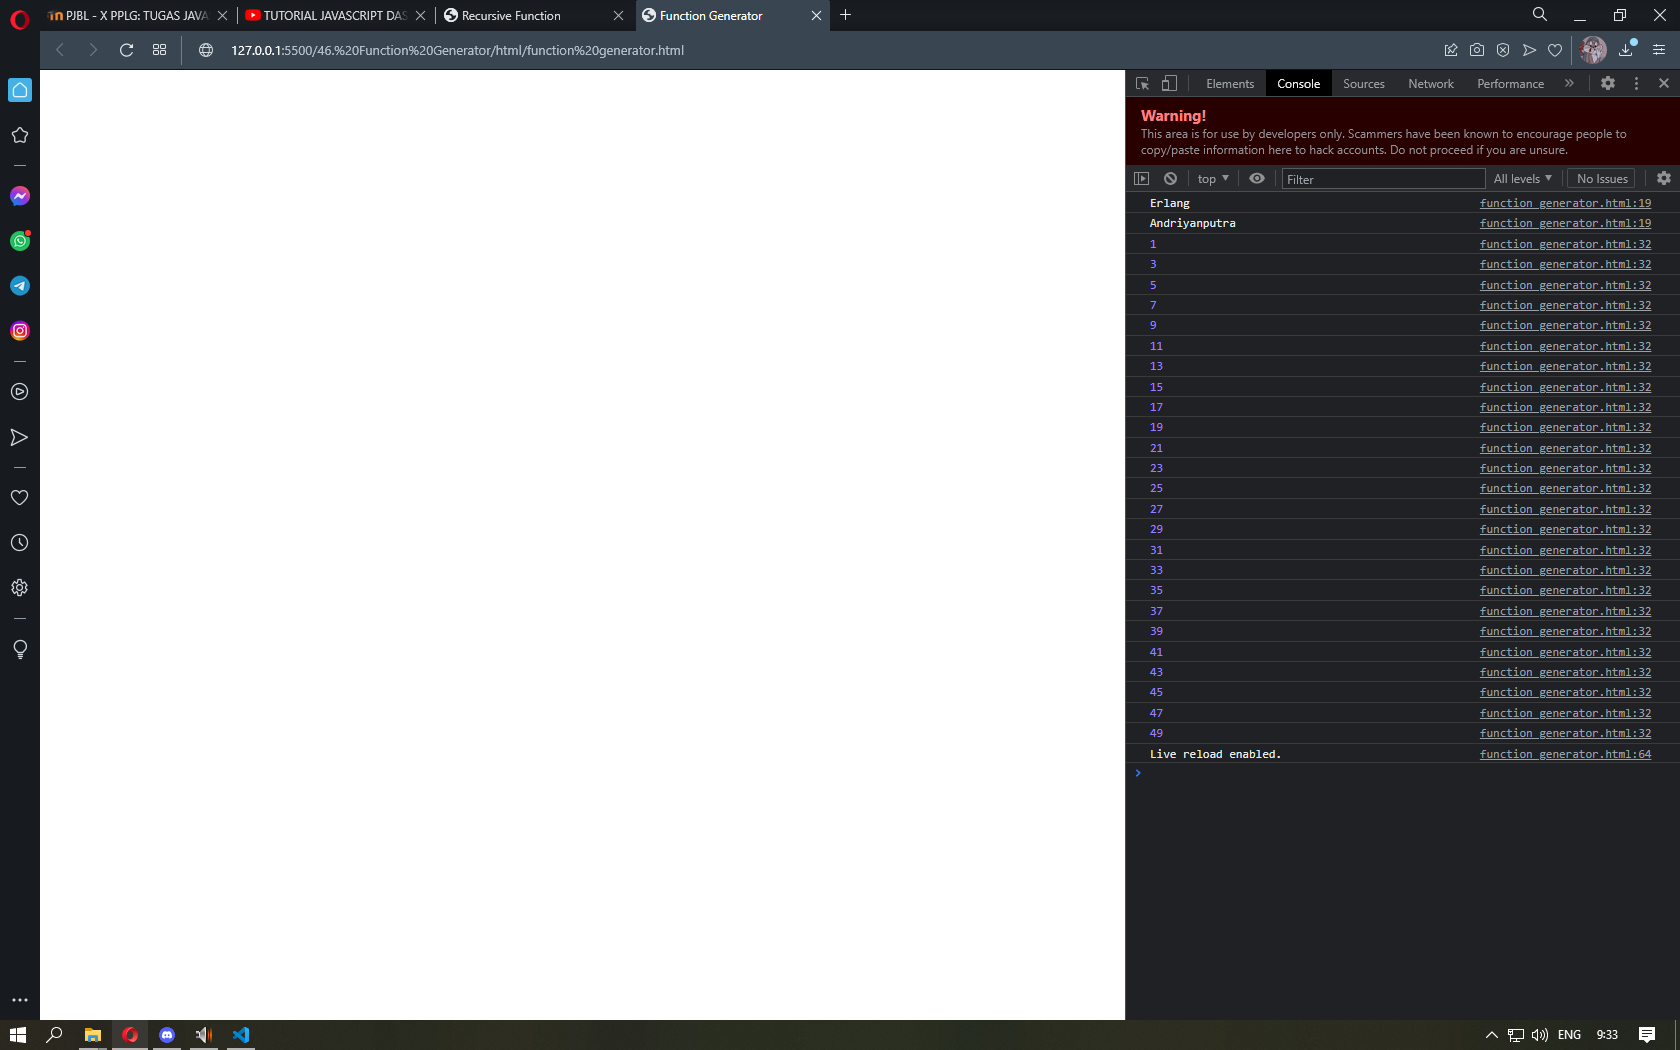 PJBL - X PPLG: TUGAS JAVA
TUTORIAL JAVASCRIPT DAS
Recursive Function
Function Generator
127.0.0.1:5500/46.%20Function%20Generator/html/function%20generator.html
Elements Console Sources Network Performance
Warning!
This area is for use by developers only. Scammers have been known to encourage people to
copy/paste information here to hack accounts. Do not proceed if you are unsure.
top Filter All levels No Issues
Erlang function generator.html:19
Andriyanputra function generator.html:19
1 function generator.html:32
3 function generator.html:32
5 function generator.html:32
7 function generator.html:32
9 function generator.html:32
11 function generator.html:32
13 function generator.html:32
15 function generator.html:32
17 function generator.html:32
19 function generator.html:32
21 function generator.html:32
23 function generator.html:32
25 function generator.html:32
27 function generator.html:32
29 function generator.html:32
31 function generator.html:32
33 function generator.html:32
35 function generator.html:32
37 function generator.html:32
39 function generator.html:32
41 function generator.html:32
43 function generator.html:32
45 function generator.html:32
47 function generator.html:32
49 function generator.html:32
Live reload enabled. function generator.html:64
ENG 9:33